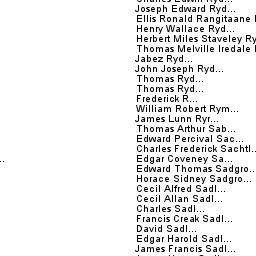 Joseph Edward Ryd...
Ellis Ronald Rangitaane
Henry Wallace Ryd...
Herbert Miles Staveley Ry
Thomas Melville Iredale
Jabez Ryd...
John Joseph Ryd...
Thomas Ryd...
Thomas Ryd...
Frederick R...
William Robert Rym...
James Lunn Ryr...
Thomas Arthur Sab...
Edward Percival Sac...
Charles Frederick Sachtl...
...
Edgar Coveney Sa...
Edward Thomas Sadgro...
Horace Sidney Sadgro...
Cecil Alfred Sadl...
Cecil Allan Sadl...
Charles Sadl...
Francis Creak Sadl...
David Sadl...
Edgar Harold Sadl...
James Francis Sadl...